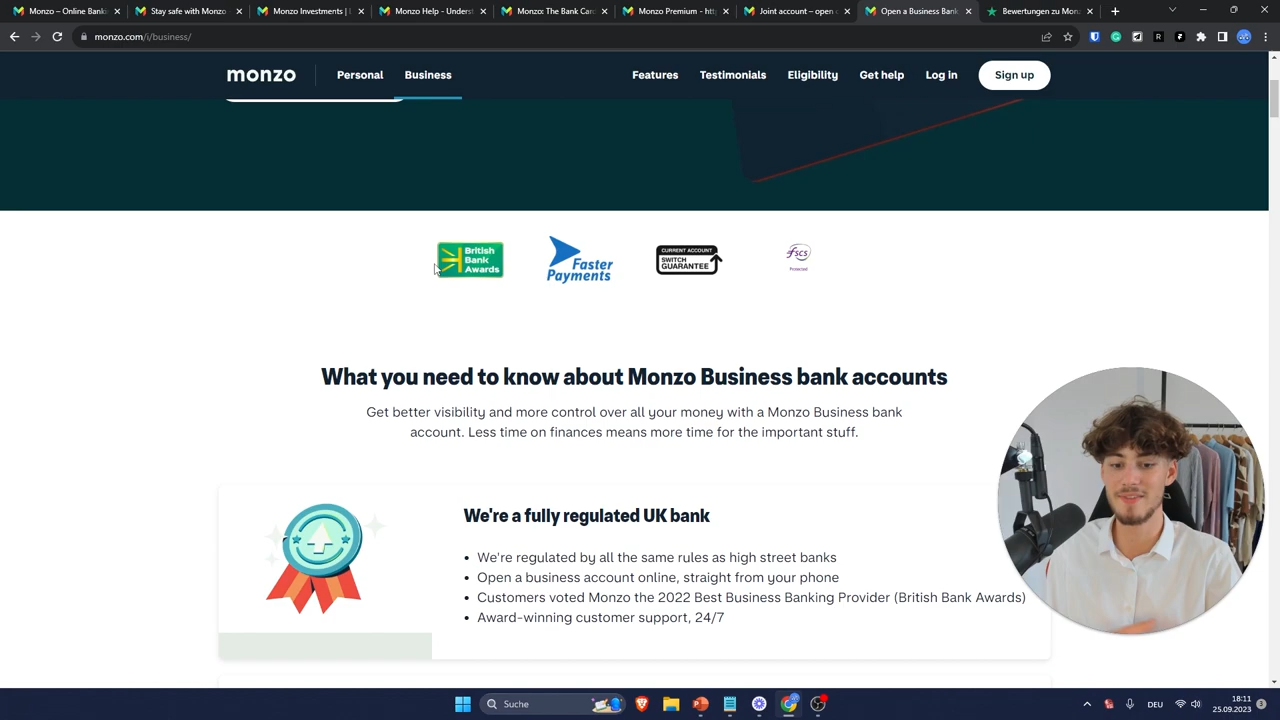 Monzo – Online Bank
Stay safe with Monzo
Monzo Investments | I
Monzo Help - Underst
Monzo: The Bank Card
Monzo Premium - htt
Joint account – open o
Open a Business Bank
Bewertungen zu Monz
monzo.com/i/business/
monzo
Personal
Business
Features
Testimonials
Eligibility
Get help
Log in
Sign up
British
Bank
Awards
Faster
Payments
CURRENT ACCOUNT
SWITCH
GUARANTEE
fscs
Protected
What you need to know about Monzo Business bank accounts
Get better visibility and more control over all your money with a Monzo Business bank
account. Less time on finances means more time for the important stuff.
We're a fully regulated UK bank
• We're regulated by all the same rules as high street banks
• Open a business account online, straight from your phone
• Customers voted Monzo the 2022 Best Business Banking Provider (British Bank Awards)
• Award-winning customer support, 24/7
Suche
DEU
18:11
25.09.2023
3